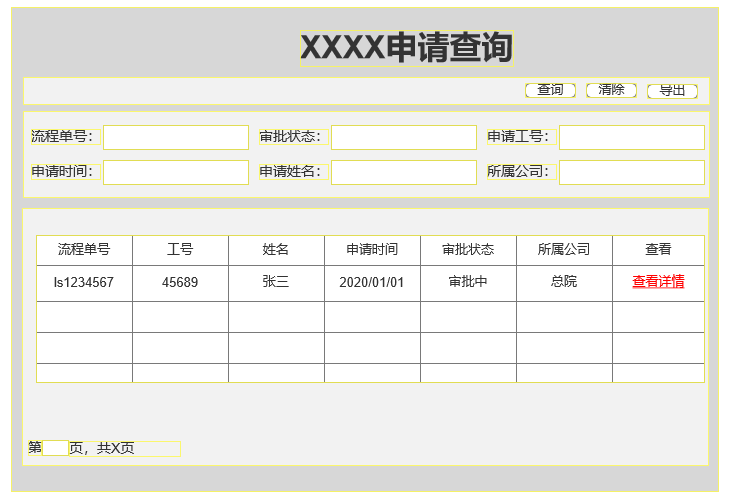 XXXX申请查询
查询 清除 导出
流程单号： 审批状态： 申请工号：
申请时间： 申请姓名： 所属公司：
流程单号 工号 姓名 申请时间 审批状态 所属公司 查看
ls1234567 45689 张三 2020/01/01 审批中 总院 查看详情
第 页，共X页